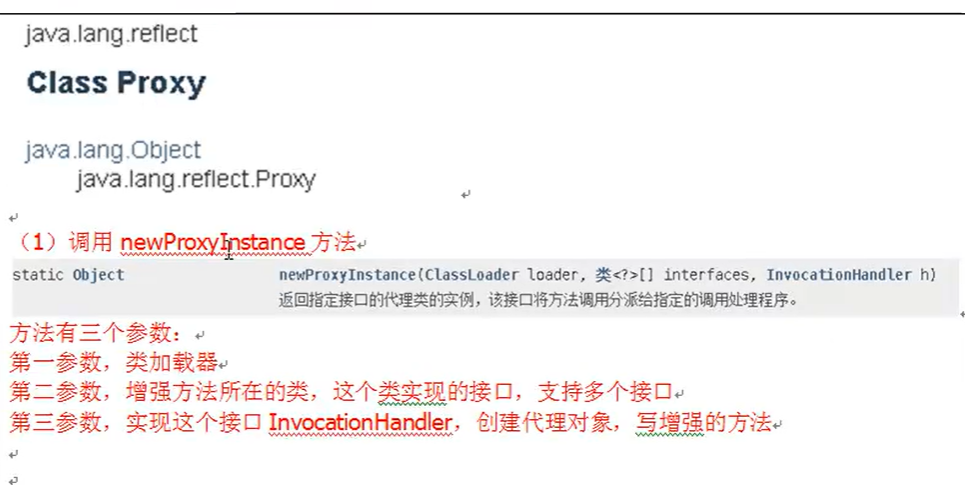 java.lang.reflect
Class Proxy
java.lang.Object
java.lang.reflect.Proxy
（1）调用 newProxyInstance 方法
static Object newProxyInstance(ClassLoader loader, 类<?>[] interfaces, InvocationHandler h)
返回指定接口的代理类的实例，该接口将方法调用分派给指定的调用处理程序。
方法有三个参数：
第一参数，类加载器
第二参数，增强方法所在的类，这个类实现的接口，支持多个接口
第三参数，实现这个接口 InvocationHandler，创建代理对象，写增强的方法